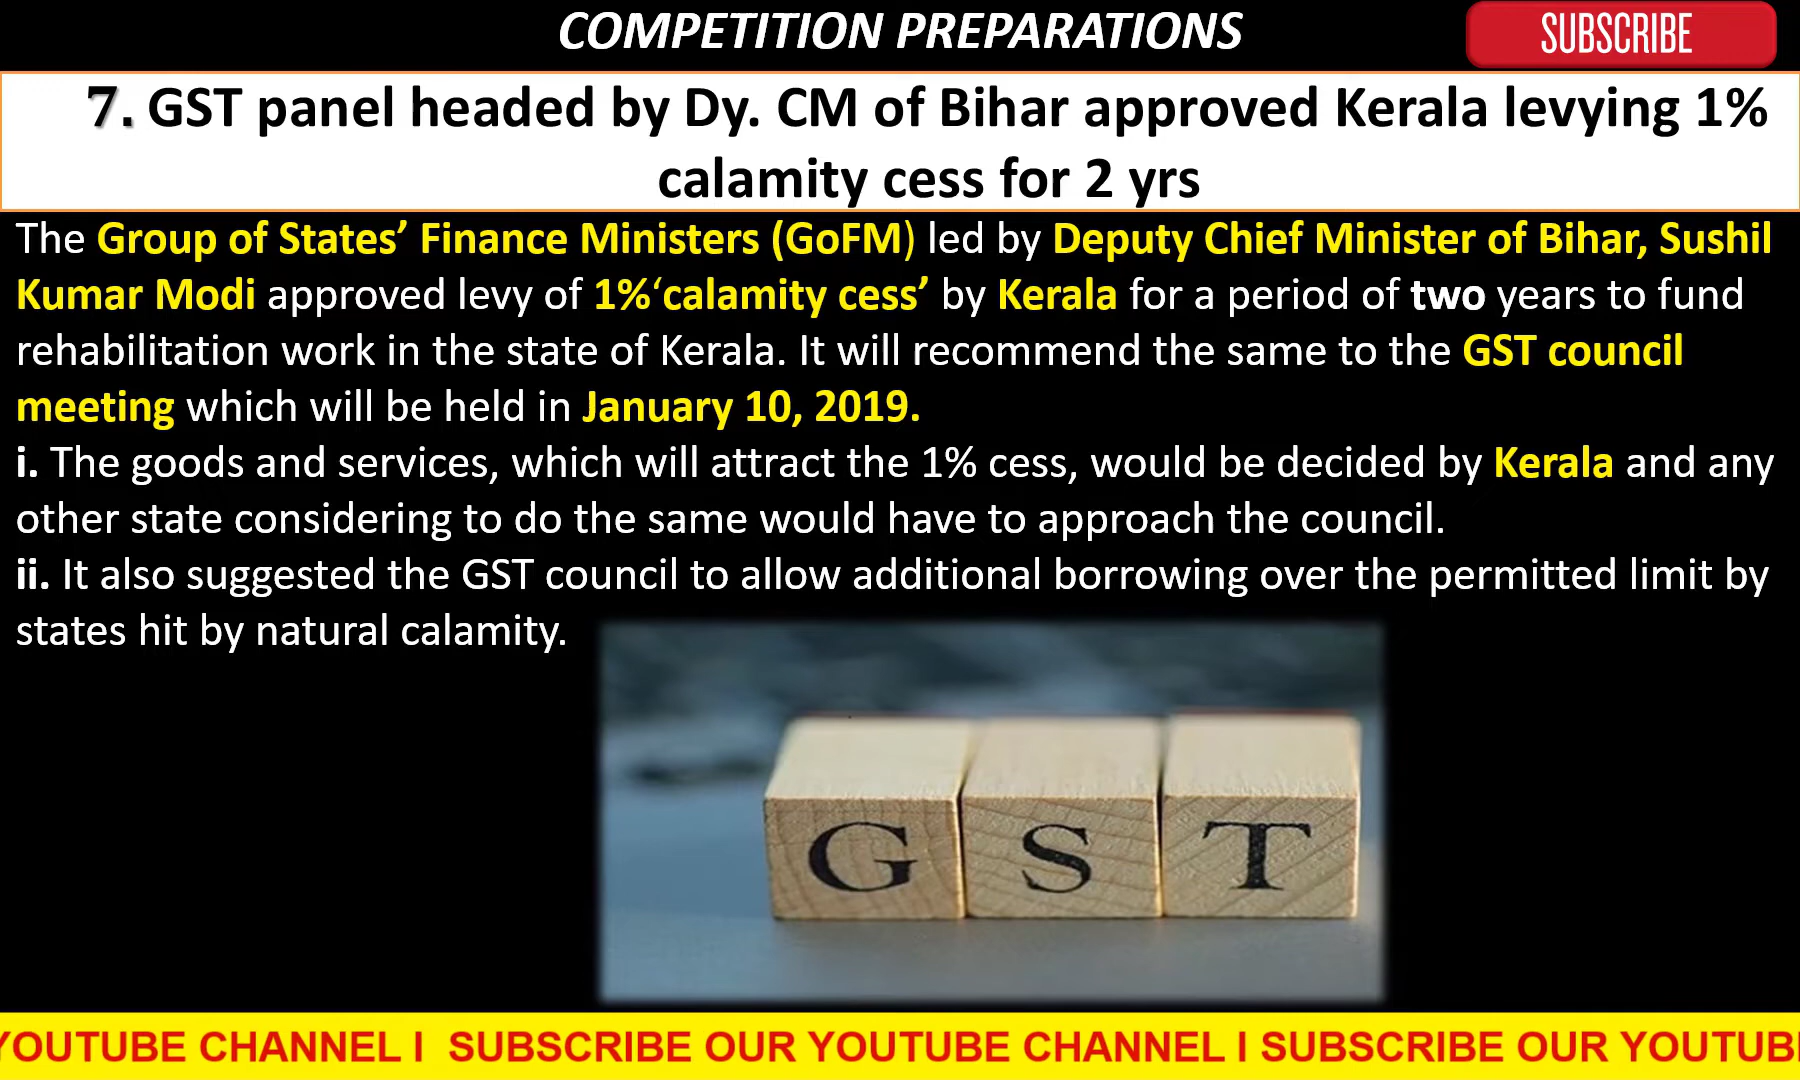 COMPETITION PREPARATIONS
SUBSCRIBE
7. GST panel headed by Dy. CM of Bihar approved Kerala levying 1%
calamity cess for 2 yrs
The Group of States’ Finance Ministers (GoFM) led by Deputy Chief Minister of Bihar, Sushil
Kumar Modi approved levy of 1%‘calamity cess’ by Kerala for a period of two years to fund
rehabilitation work in the state of Kerala. It will recommend the same to the GST council
meeting which will be held in January 10, 2019.
i. The goods and services, which will attract the 1% cess, would be decided by Kerala and any
other state considering to do the same would have to approach the council.
ii. It also suggested the GST council to allow additional borrowing over the permitted limit by
states hit by natural calamity.
G S T
YOUTUBE CHANNEL I SUBSCRIBE OUR YOUTUBE CHANNEL I SUBSCRIBE OUR YOUTUB